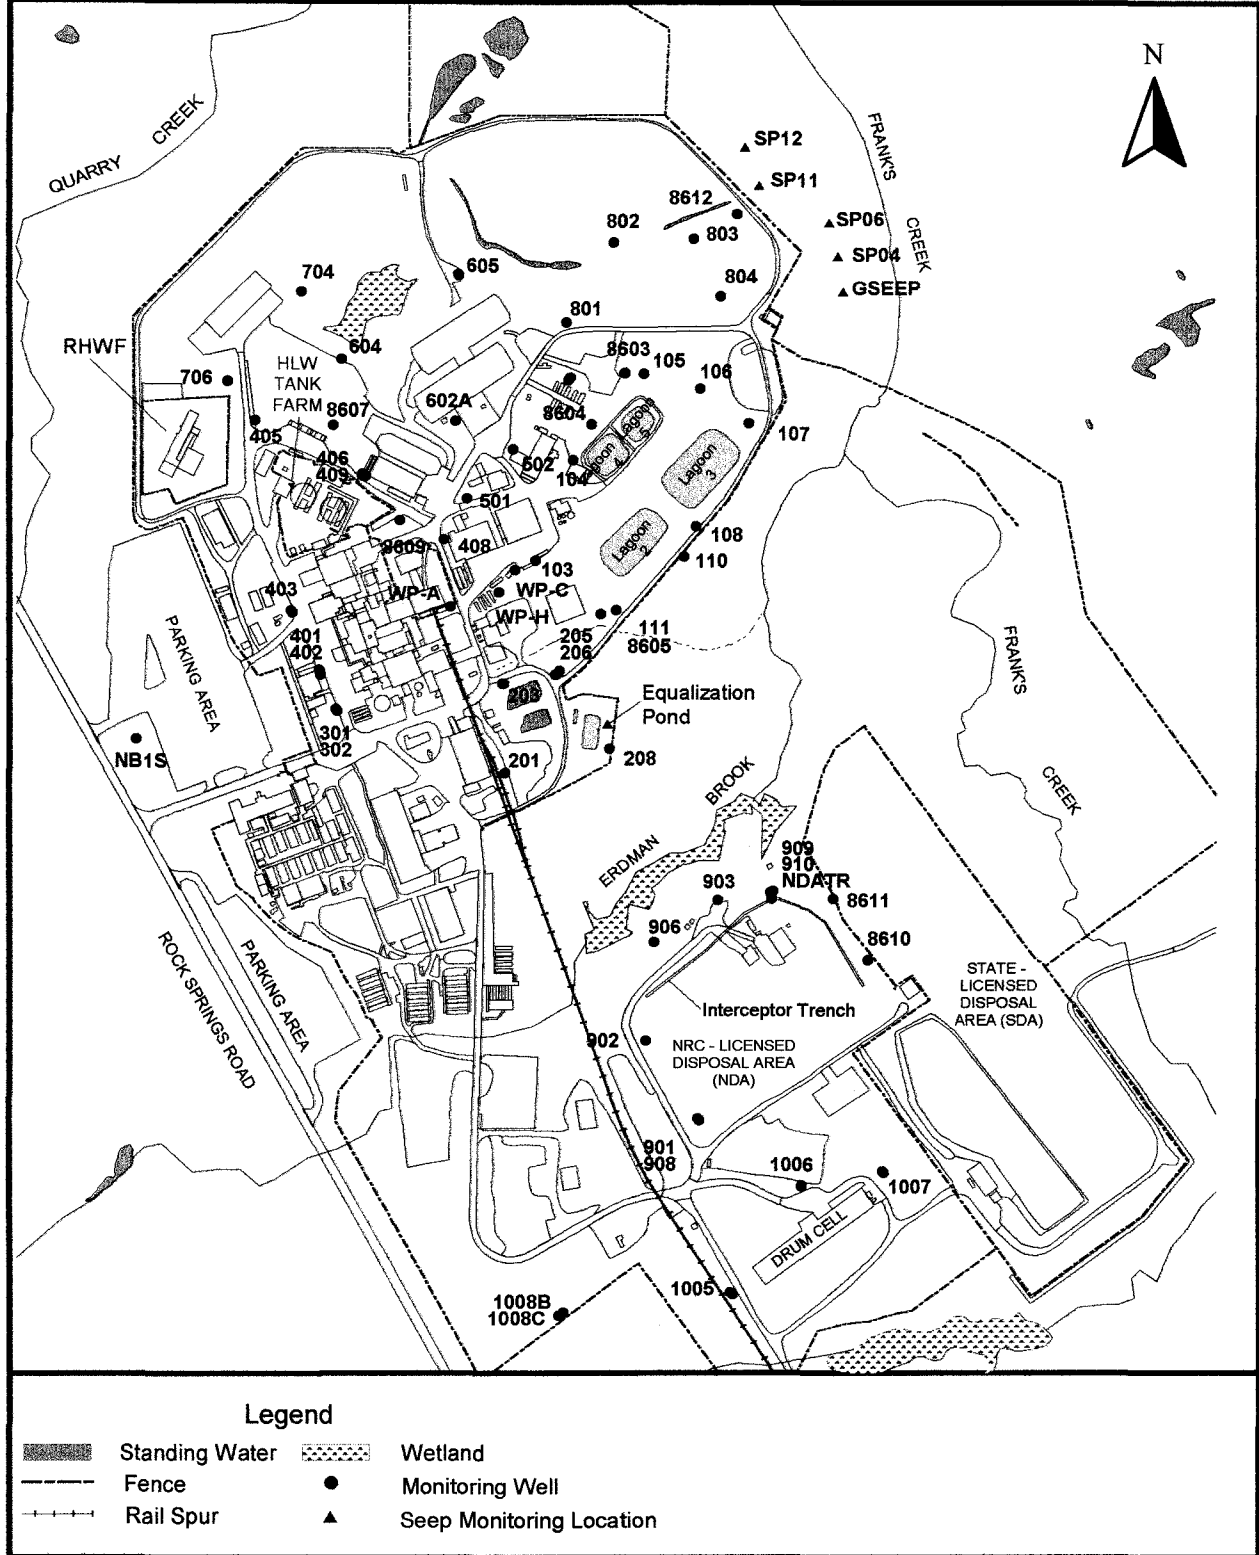 N
QUARRY CREEK
FRANK'S CREEK
SP12
SP11
8612
SP06
802
803
SP04
605
704
804
GSEEP
801
RHWF
604
8603
105
HLW
TANK
FARM
706
106
602A
8604
Lagoon 5
8607
405
107
406
409
502
104
Lagoon 4
Lagoon 3
501
108
Lagoon 2
8609
408
110
103
WP-A
WP-C
403
WP-H
111
8605
205
206
401
402
PARKING AREA
203
Equalization
Pond
FRANK'S CREEK
301
302
NB1S
201
208
ERDMAN BROOK
909
910
NDATR
903
8611
906
8610
PARKING AREA
ROCK SPRINGS ROAD
STATE -
LICENSED
DISPOSAL
AREA (SDA)
Interceptor Trench
902
NRC - LICENSED
DISPOSAL AREA
(NDA)
901
908
1006
1007
DRUM CELL
1005
1008B
1008C
Legend
Standing Water
Wetland
Fence
Monitoring Well
Rail Spur
Seep Monitoring Location